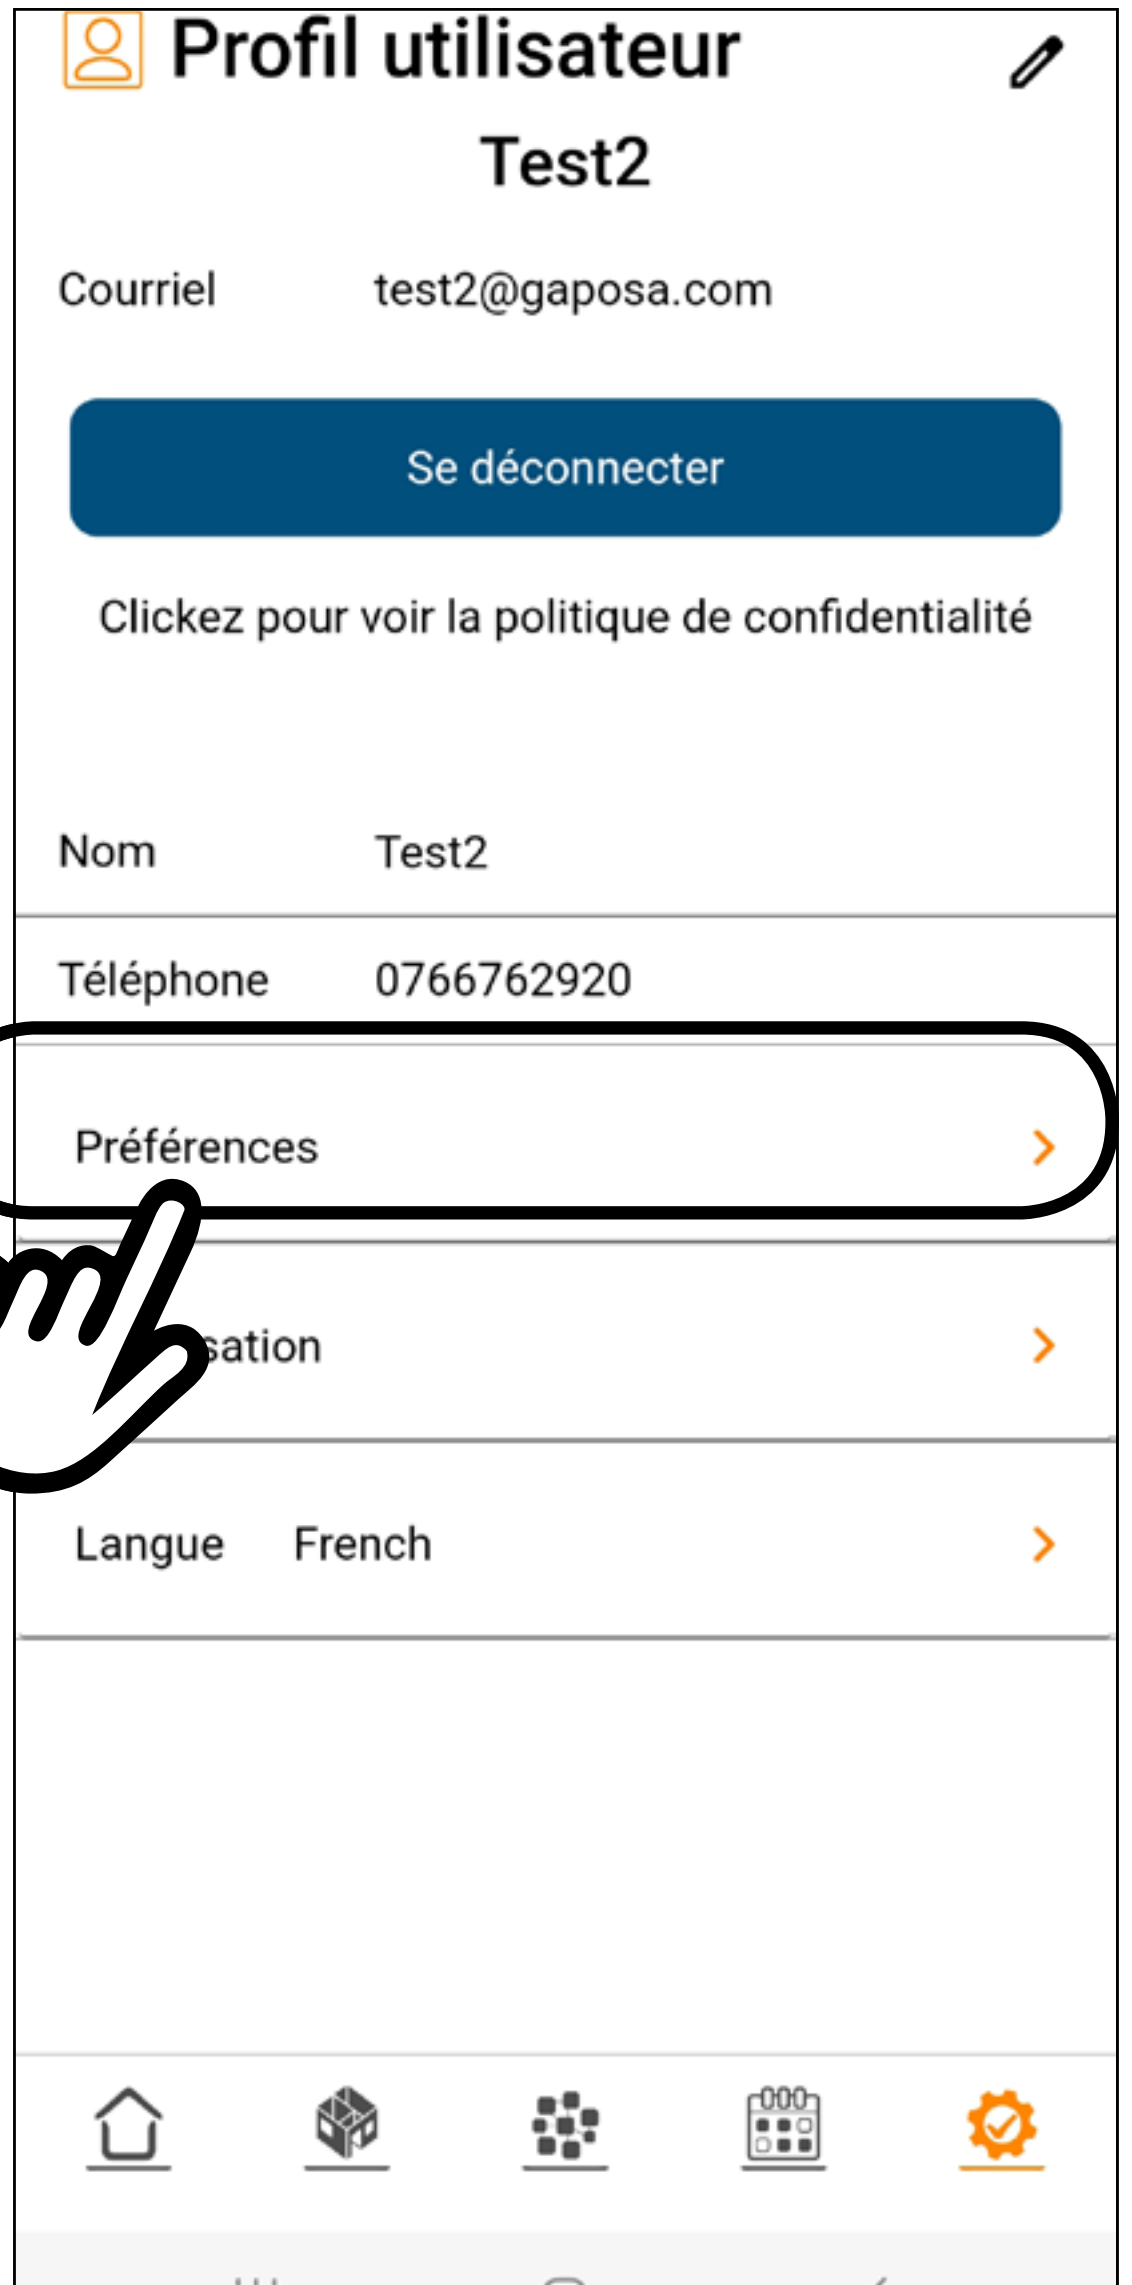 Profil utilisateur
Test2
Courriel test2@gaposa.com
Se déconnecter
Clickez pour voir la politique de confidentialité
Nom Test2
Téléphone 0766762920
Préférences
Langue French